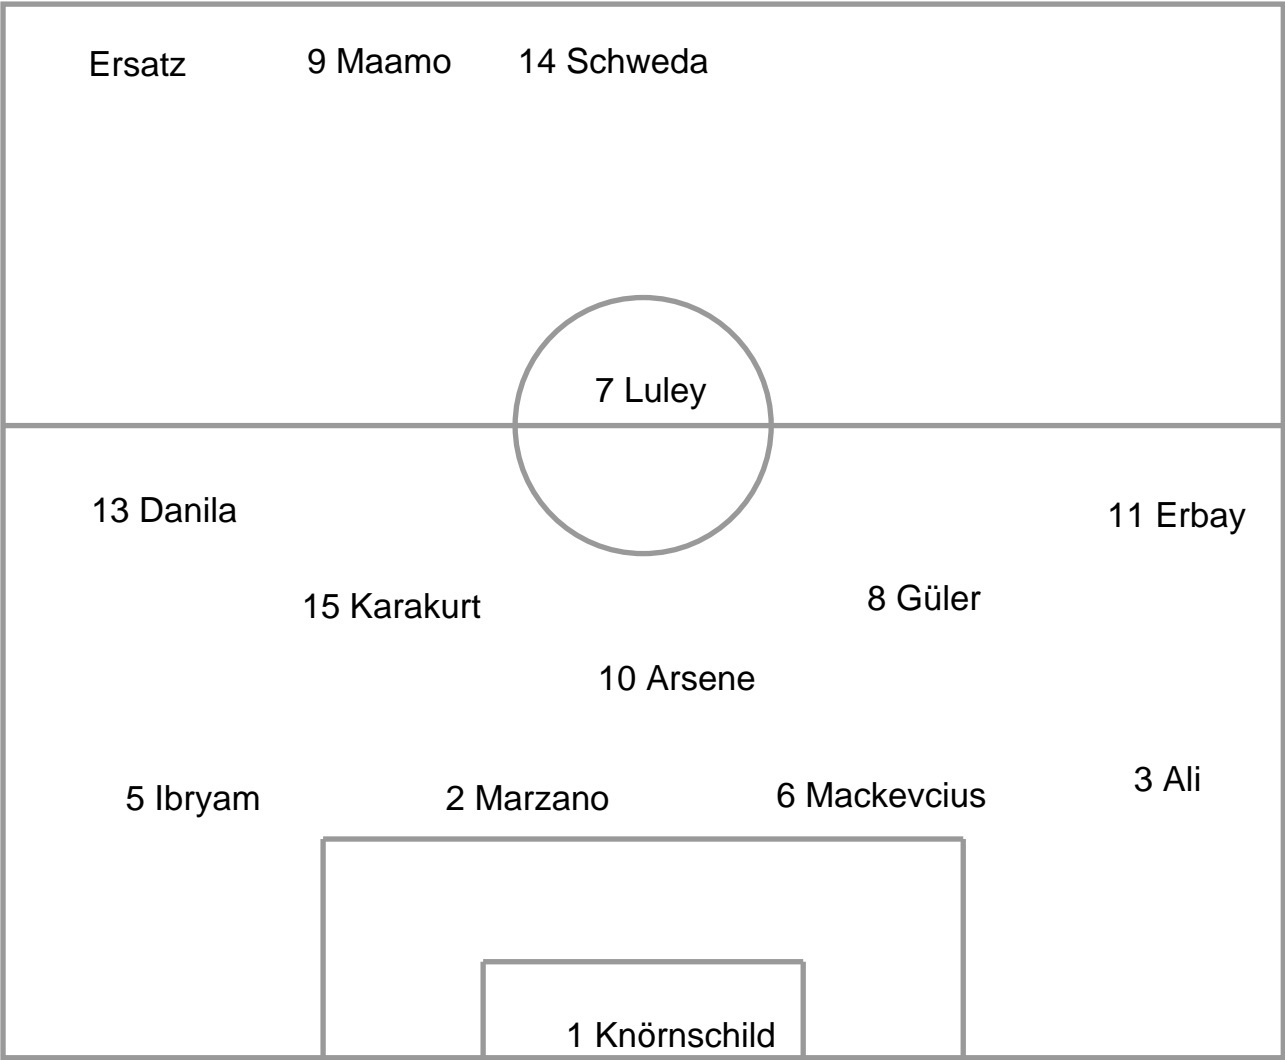 Ersatz 9 Maamo 14 Schweda
7 Luley
13 Danila 11 Erbay
15 Karakurt 8 Güler
10 Arsene
5 Ibryam 2 Marzano 6 Mackevcius 3 Ali
1 Knörnschild